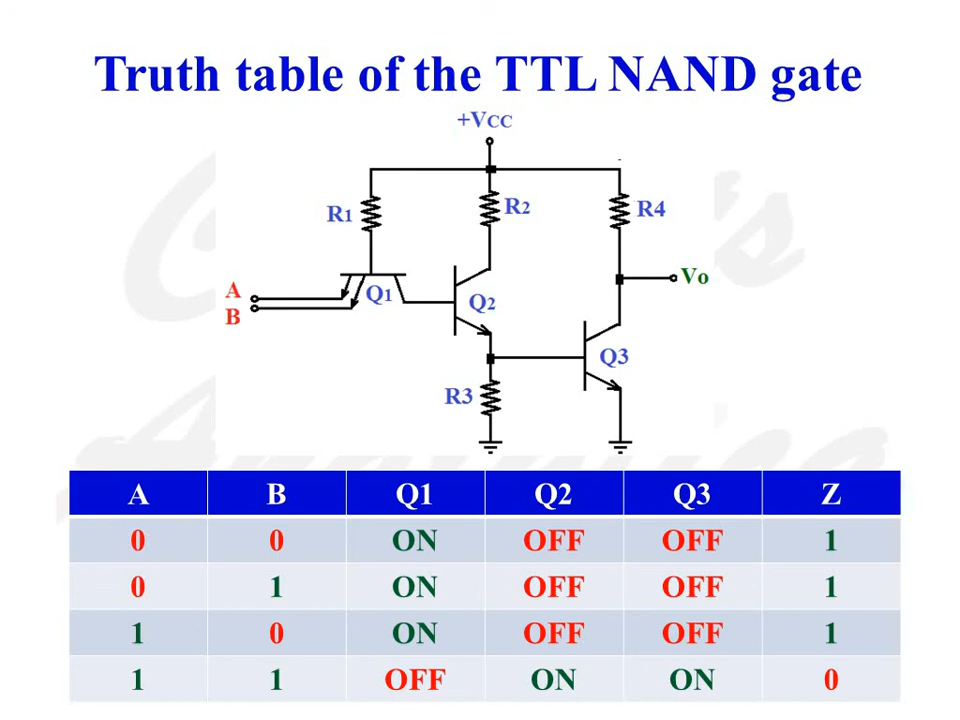 Truth table of the TTL NAND gate
+VCC
R1
R2
R4
Vo
A
B
Q1
Q2
Q3
R3
A B Q1 Q2 Q3 Z
0 0 ON OFF OFF 1
0 1 ON OFF OFF 1
1 0 ON OFF OFF 1
1 1 OFF ON ON 0